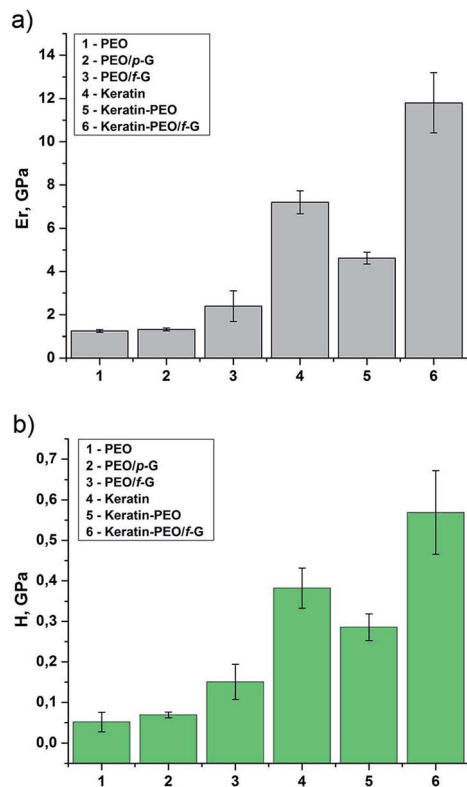 a)
1 - PEO
2 - PEO/p-G
3 - PEO/f-G
4 - Keratin
5 - Keratin-PEO
6 - Keratin-PEO/f-G
14
12
10
8
6
4
2
0
Er, GPa
1 2 3 4 5 6
b)
1 - PEO
2 - PEO/p-G
3 - PEO/f-G
4 - Keratin
5 - Keratin-PEO
6 - Keratin-PEO/f-G
0,7
0,6
0,5
0,4
0,3
0,2
0,1
0,0
H, GPa
1 2 3 4 5 6